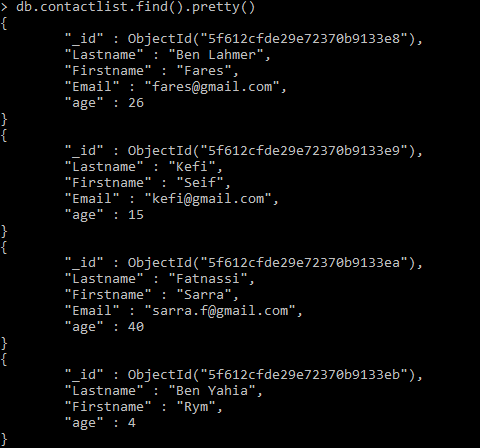 > db.contactlist.find().pretty()
{
        "_id" : ObjectId("5f612cfde29e72370b9133e8"),
        "Lastname" : "Ben Lahmer",
        "Firstname" : "Fares",
        "Email" : "fares@gmail.com",
        "age" : 26
}
{
        "_id" : ObjectId("5f612cfde29e72370b9133e9"),
        "Lastname" : "Kefi",
        "Firstname" : "Seif",
        "Email" : "kefi@gmail.com",
        "age" : 15
}
{
        "_id" : ObjectId("5f612cfde29e72370b9133ea"),
        "Lastname" : "Fatnassi",
        "Firstname" : "Sarra",
        "Email" : "sarra.f@gmail.com",
        "age" : 40
}
{
        "_id" : ObjectId("5f612cfde29e72370b9133eb"),
        "Lastname" : "Ben Yahia",
        "Firstname" : "Rym",
        "age" : 4
}